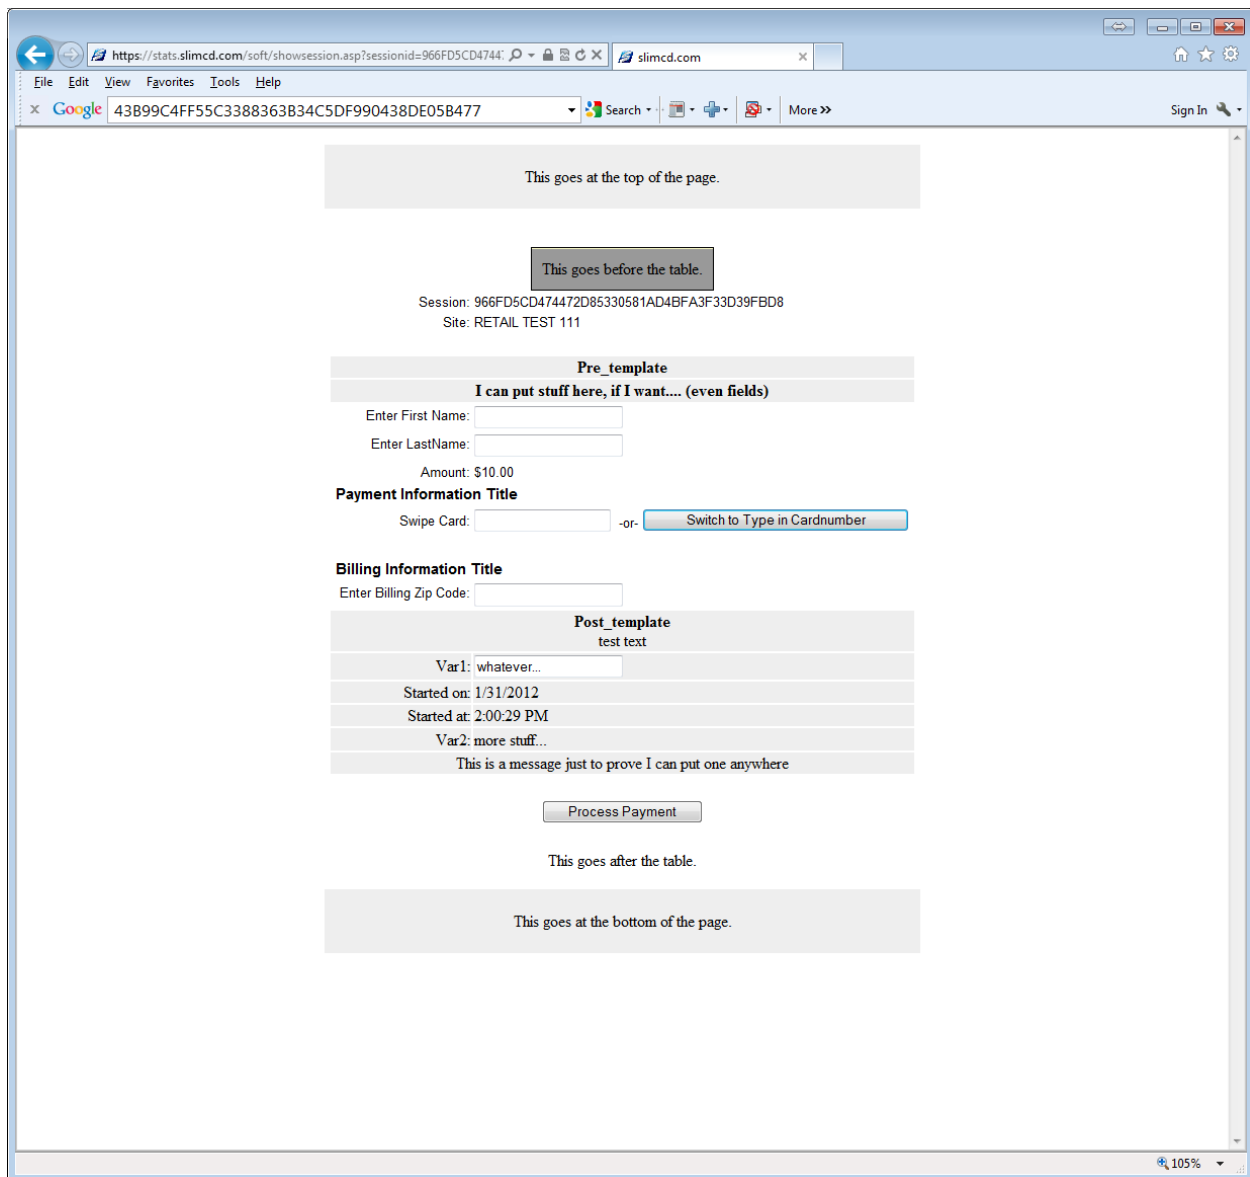 https://stats.slimcd.com/soft/showsession.asp?sessionid=966FD5CD4744
slimcd.com
File Edit View Favorites Tools Help
x Google 43B99C4FF55C3388363B34C5DF990438DE05B477 Search More >> Sign In
This goes at the top of the page.
This goes before the table.
Session: 966FD5CD474472D85330581AD4BFA3F33D39FBD8
Site: RETAIL TEST 111
Pre_template
I can put stuff here, if I want.... (even fields)
Enter First Name:
Enter LastName:
Amount: $10.00
Payment Information Title
Swipe Card: -or- Switch to Type in Cardnumber
Billing Information Title
Enter Billing Zip Code:
Post_template
test text
Var1: whatever...
Started on: 1/31/2012
Started at: 2:00:29 PM
Var2: more stuff...
This is a message just to prove I can put one anywhere
Process Payment
This goes after the table.
This goes at the bottom of the page.
105%